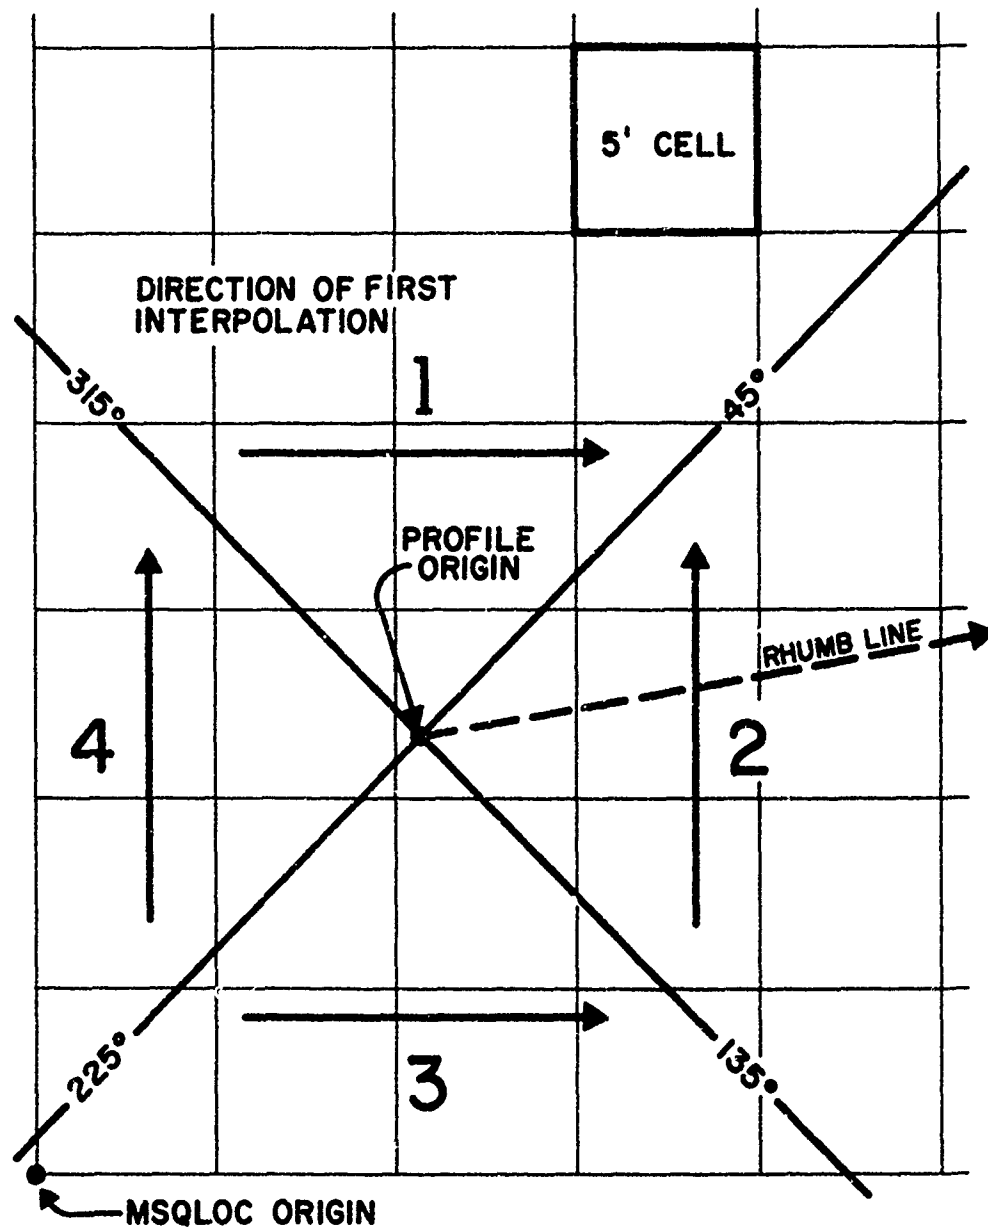 5' CELL
DIRECTION OF FIRST
INTERPOLATION
1
315°
45°
PROFILE
ORIGIN
RHUMB LINE
4
2
225°
3
135°
MSQLOC ORIGIN